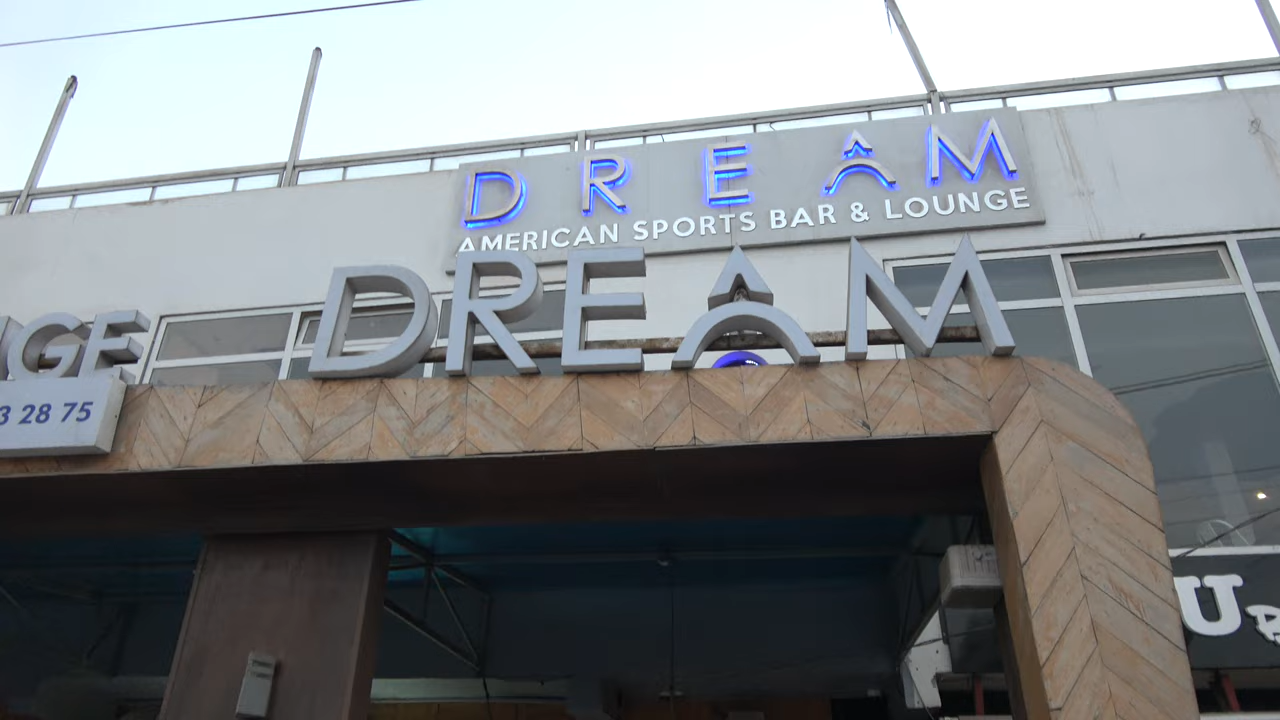 DREAM
AMERICAN SPORTS BAR & LOUNGE
DREAM
GE
3 28 75
U